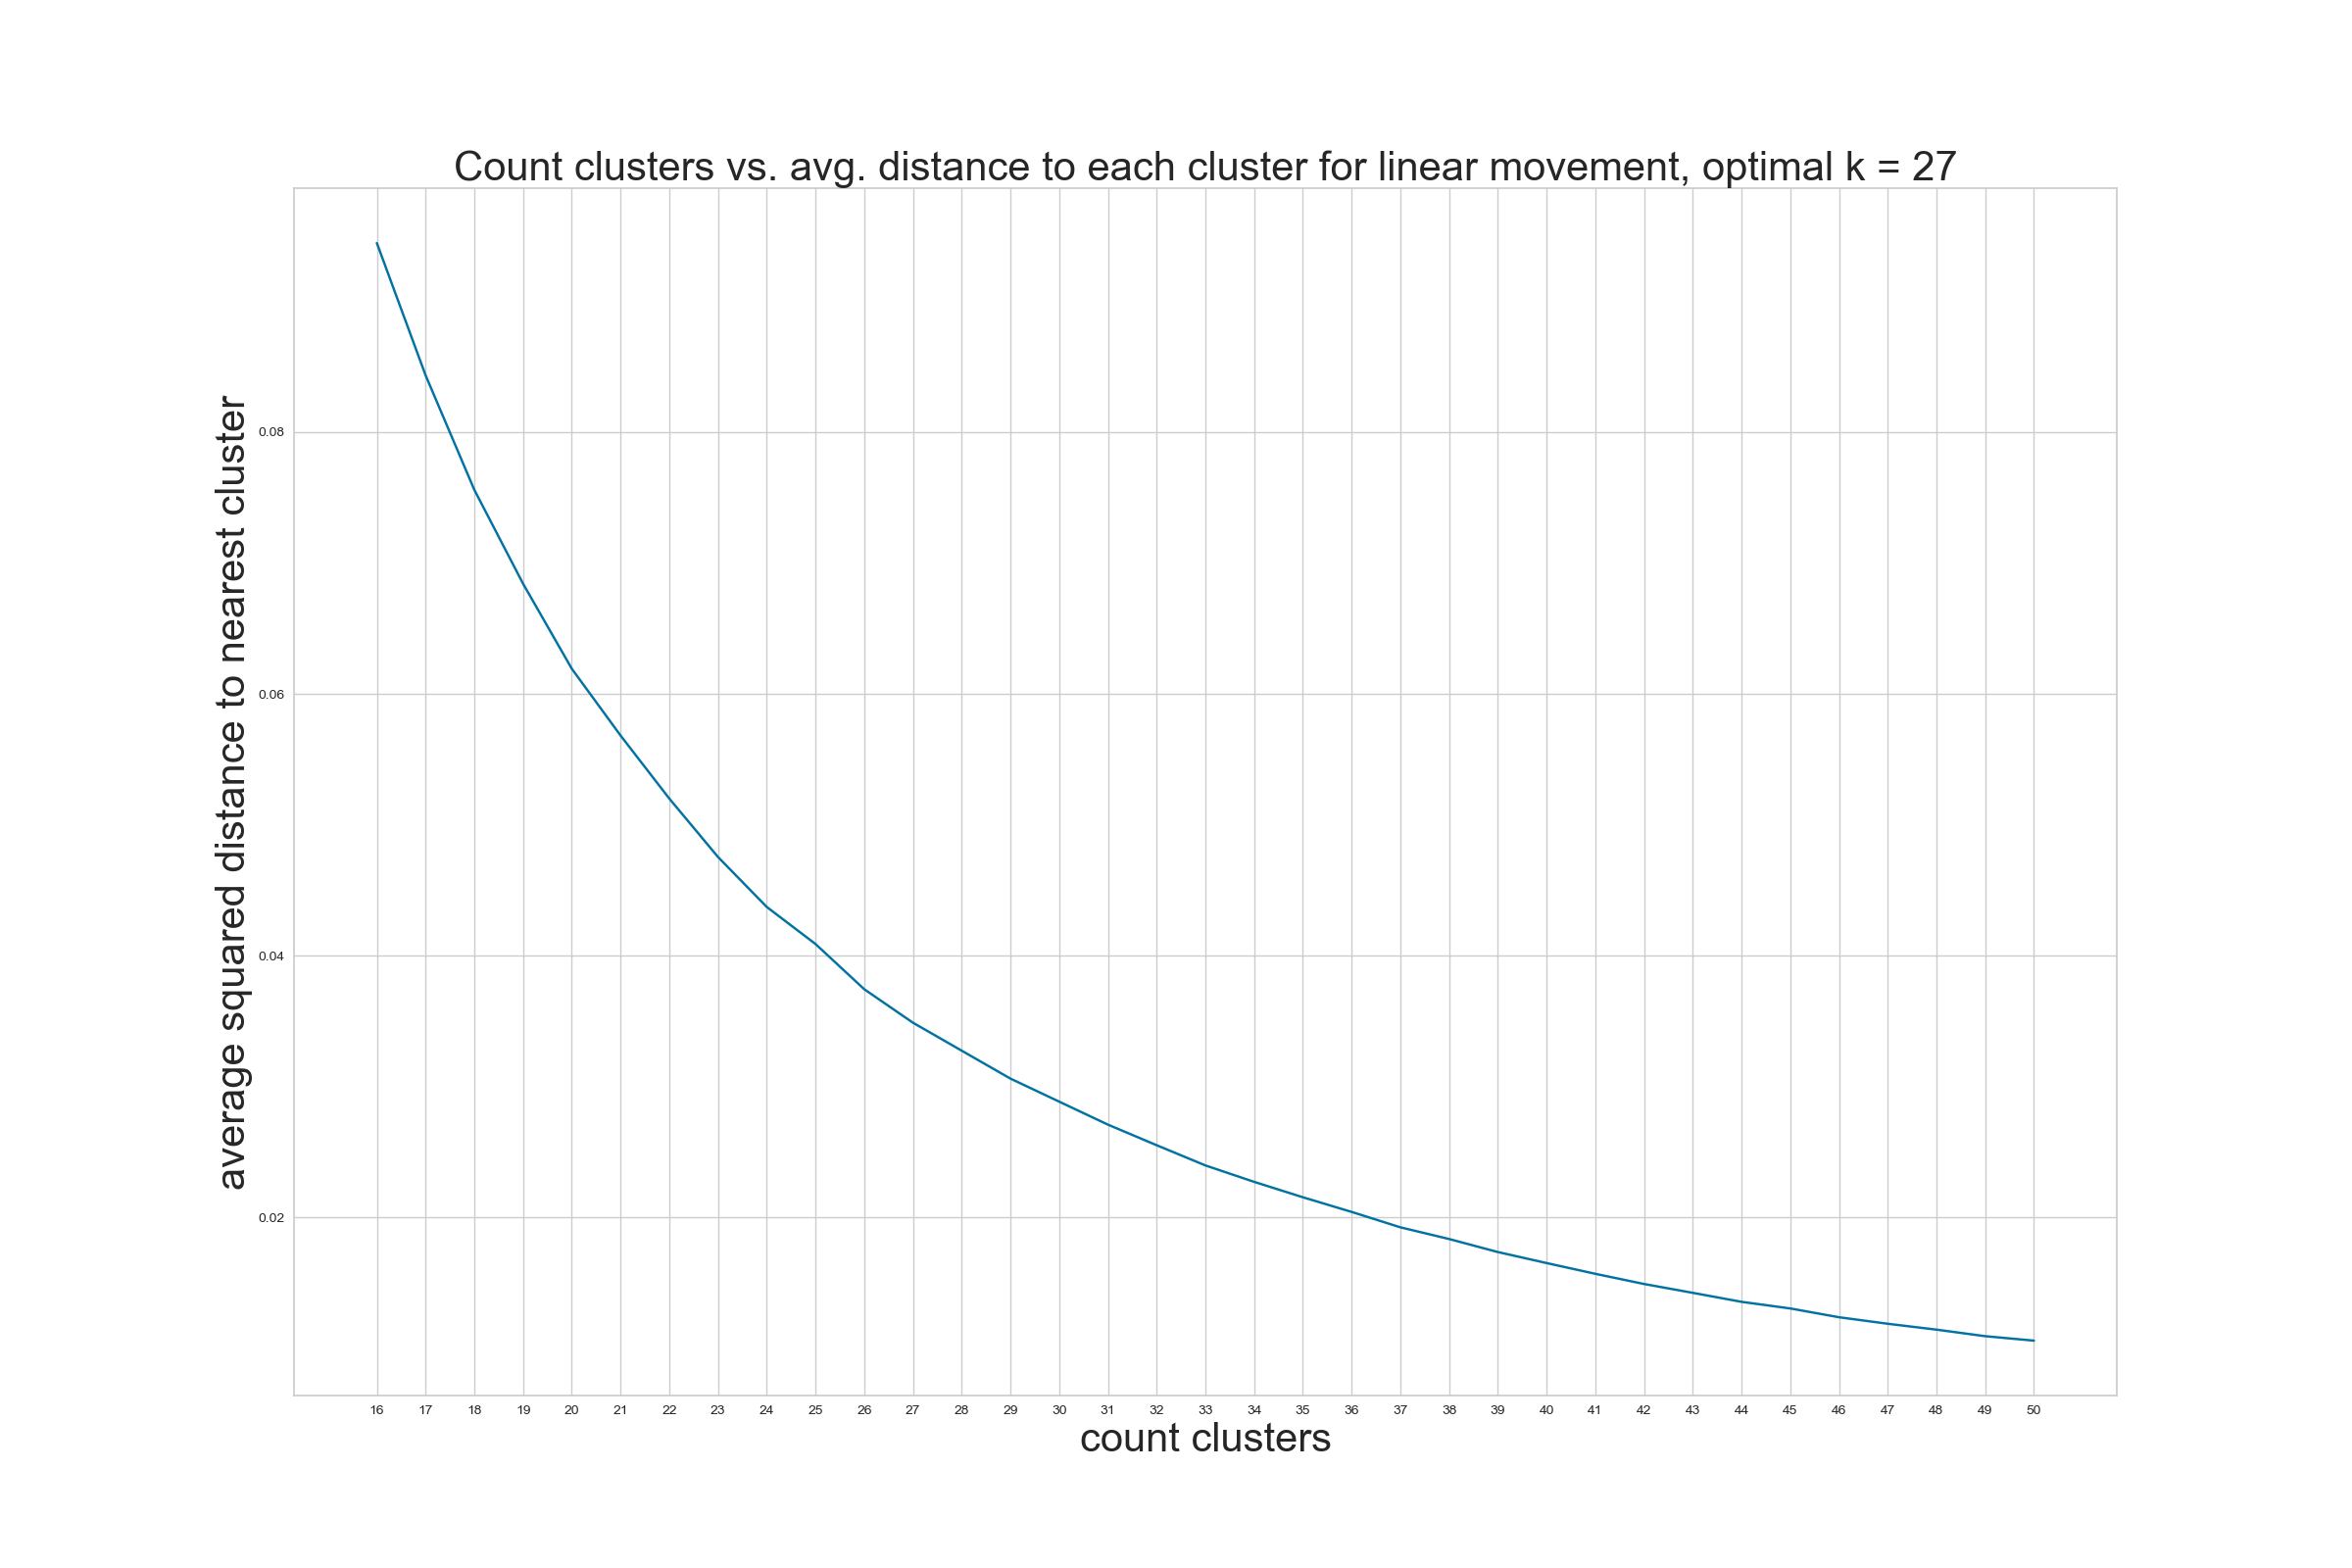 Count clusters vs. avg. distance to each cluster for linear movement, optimal k = 27
average squared distance to nearest cluster
0.08
0.06
0.04
0.02
16 17 18 19 20 21 22 23 24 25 26 27 28 29 30 31 32 33 34 35 36 37 38 39 40 41 42 43 44 45 46 47 48 49 50
count clusters